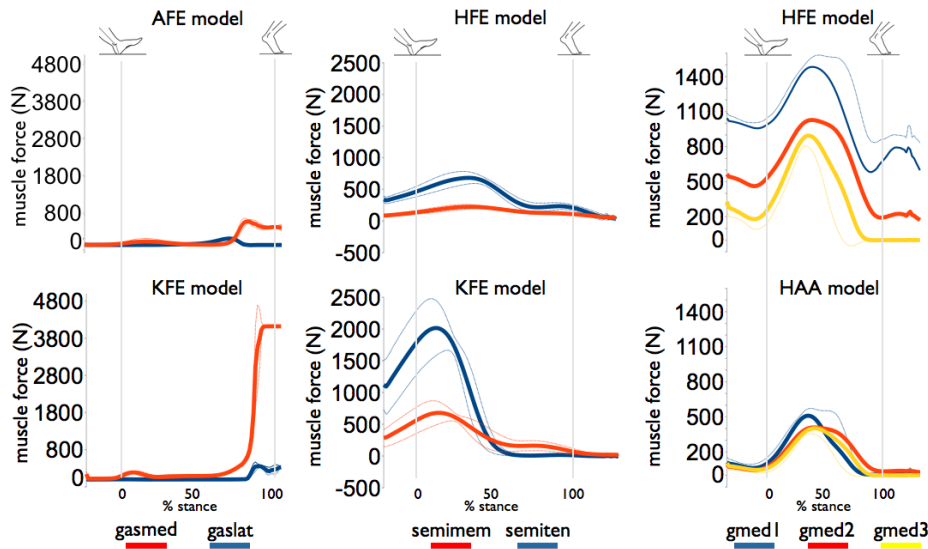 AFE model
HFE model
HFE model
muscle force (N)
4800
3800
2800
1800
800
0
muscle force (N)
2500
2000
1500
1000
500
0
-500
muscle force (N)
1400
1100
800
500
200
0
KFE model
KFE model
HAA model
muscle force (N)
4800
3800
2800
1800
800
0
muscle force (N)
2500
2000
1500
1000
500
0
-500
muscle force (N)
1400
1100
800
500
200
0
0 50 100
% stance
0 50 100
% stance
0 50 100
% stance
gasmed gaslat
semimem semiten
gmed1 gmed2 gmed3